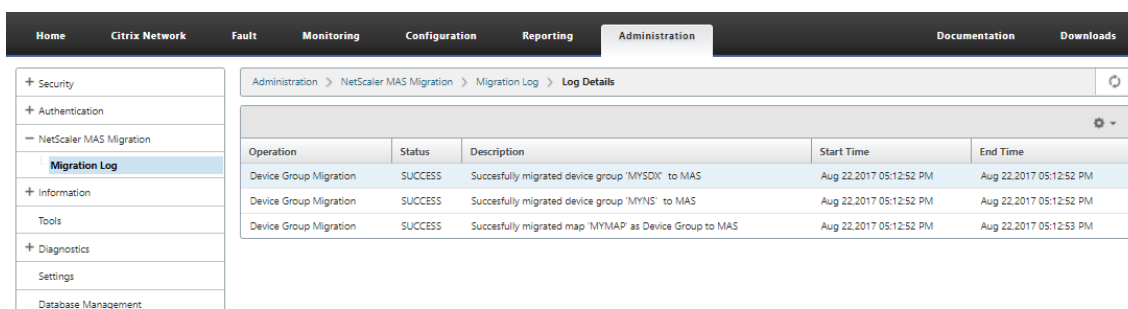 Home Citrix Network Fault Monitoring Configuration Reporting Administration Documentation Downloads
+ Security
+ Authentication
− NetScaler MAS Migration
Migration Log
+ Information
Tools
+ Diagnostics
Settings
Database Management
Administration > NetScaler MAS Migration > Migration Log > Log Details
Operation Status Description Start Time End Time
Device Group Migration SUCCESS Succesfully migrated device group 'MYSDX' to MAS Aug 22,2017 05:12:52 PM Aug 22,2017 05:12:52 PM
Device Group Migration SUCCESS Succesfully migrated device group 'MYNS' to MAS Aug 22,2017 05:12:52 PM Aug 22,2017 05:12:52 PM
Device Group Migration SUCCESS Succesfully migrated map 'MYMAP' as Device Group to MAS Aug 22,2017 05:12:52 PM Aug 22,2017 05:12:53 PM